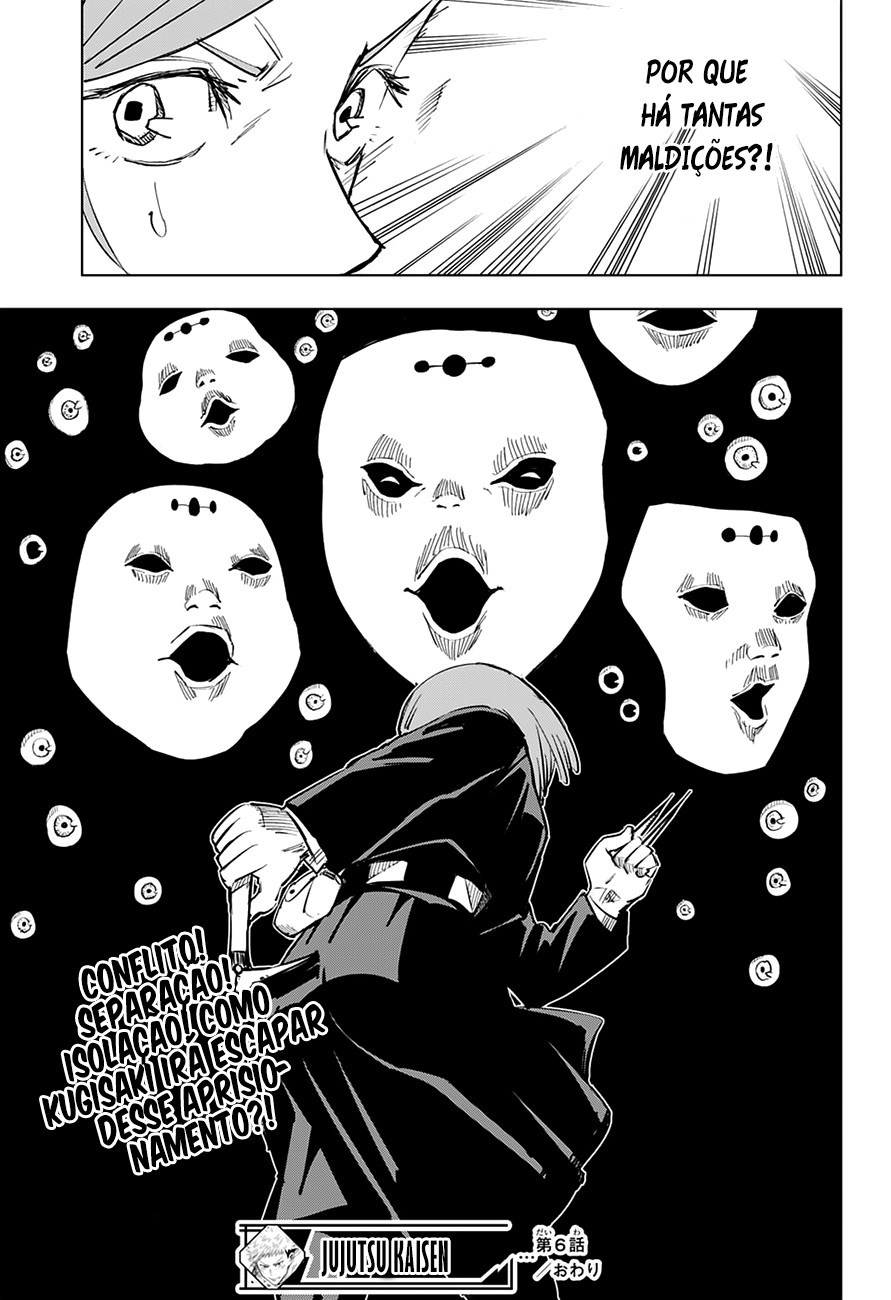 POR QUE
HÁ TANTAS
MALDIÇÕES?!
CONFLITO!
SEPARAÇÃO!
ISOLAÇÃO! COMO
KUGISAKI IRÁ ESCAPAR
DESSE APRISIO-
NAMENTO?!
JUJUTSU KAISEN
…第6話
だい わ
／おわり